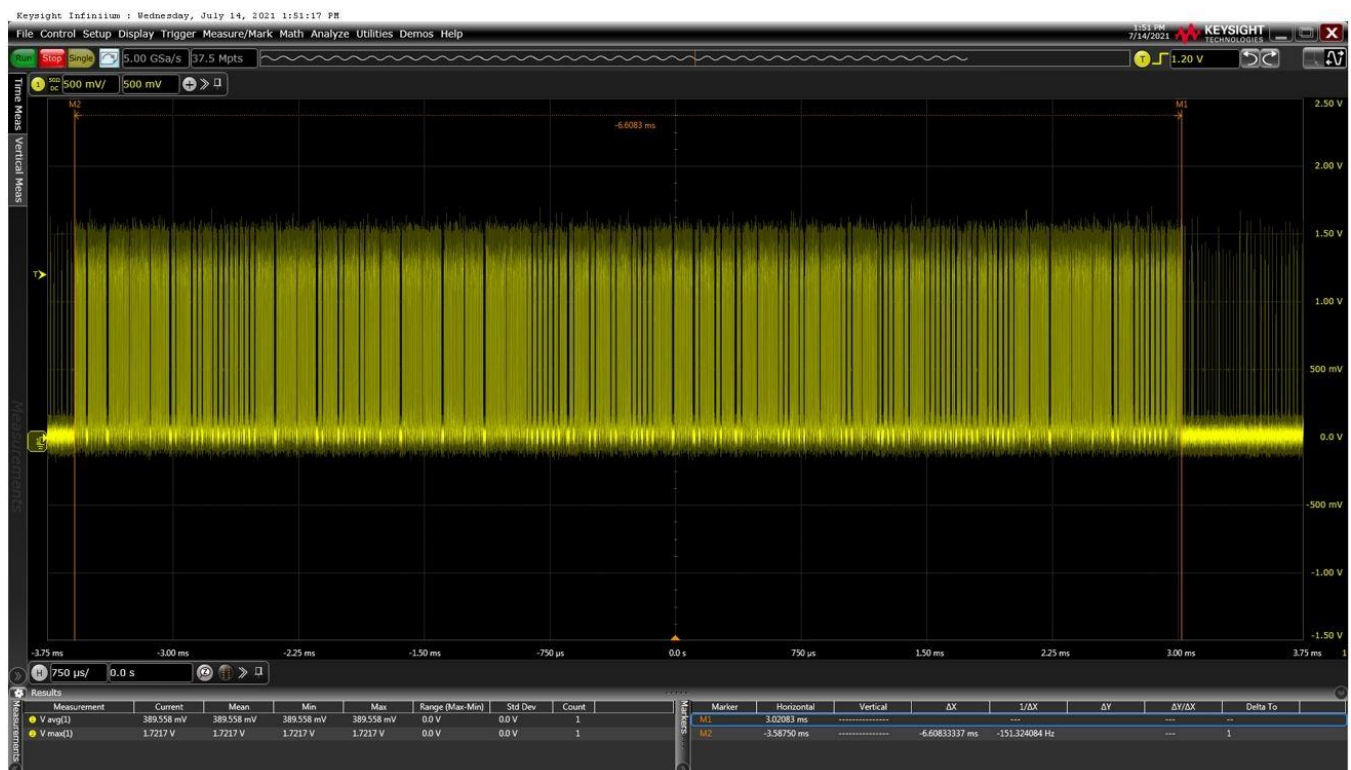 Keysight Infiniium : Wednesday, July 14, 2021 1:51:17 PM
File Control Setup Display Trigger Measure/Mark Math Analyze Utilities Demos Help
1:51 PM
7/14/2021
KEYSIGHT
TECHNOLOGIES
Run Stop Single 5.00 GSa/s 37.5 Mpts T 1.20 V
1 50Ω DC 500 mV/ 500 mV
Time Meas
Vertical Meas
Measurements
M2 M1
-6.6083 ms
T
2.50 V
2.00 V
1.50 V
1.00 V
500 mV
0.0 V
-500 mV
-1.00 V
-1.50 V
-3.75 ms -3.00 ms -2.25 ms -1.50 ms -750 µs 0.0 s 750 µs 1.50 ms 2.25 ms 3.00 ms 3.75 ms 1
H 750 µs/ 0.0 s
Results
Measurements
Measurement Current Mean Min Max Range (Max-Min) Std Dev Count
V avg(1) 389.558 mV 389.558 mV 389.558 mV 389.558 mV 0.0 V 0.0 V 1
V max(1) 1.7217 V 1.7217 V 1.7217 V 1.7217 V 0.0 V 0.0 V 1
Markers
Marker Horizontal Vertical ΔX 1/ΔX ΔY ΔY/ΔX Delta To
M1 3.02083 ms --------------- --- --- --
M2 -3.58750 ms --------------- -6.60833337 ms -151.324084 Hz --- 1